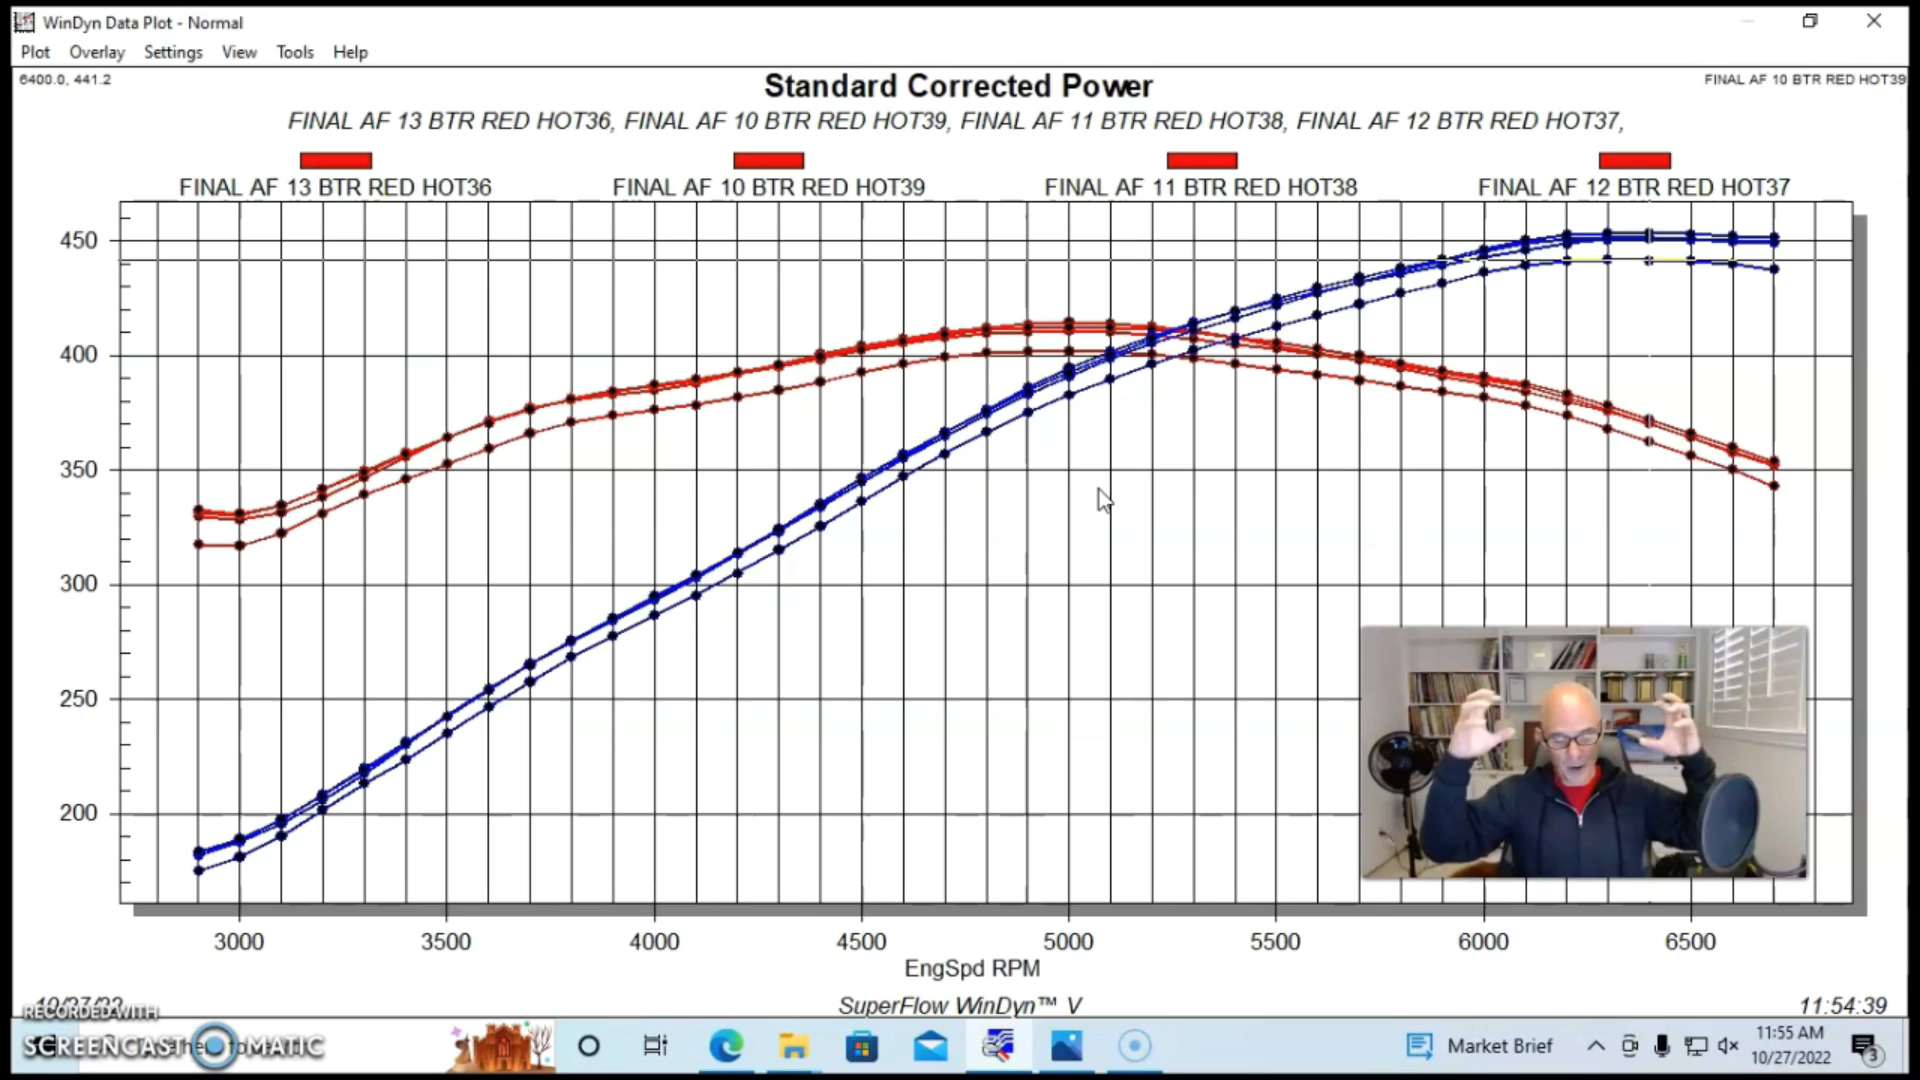 WinDyn Data Plot - Normal
Plot Overlay Settings View Tools Help
6400.0, 441.2
Standard Corrected Power
FINAL AF 10 BTR RED HOT39
FINAL AF 13 BTR RED HOT36, FINAL AF 10 BTR RED HOT39, FINAL AF 11 BTR RED HOT38, FINAL AF 12 BTR RED HOT37,
FINAL AF 13 BTR RED HOT36 FINAL AF 10 BTR RED HOT39 FINAL AF 11 BTR RED HOT38 FINAL AF 12 BTR RED HOT37
450
400
350
300
250
200
3000 3500 4000 4500 5000 5500 6000 6500
EngSpd RPM
10/27/22 SuperFlow WinDyn™ V 11:54:39
RECORDED WITH
SCREENCAST-O-MATIC
Market Brief
11:55 AM
10/27/2022
3